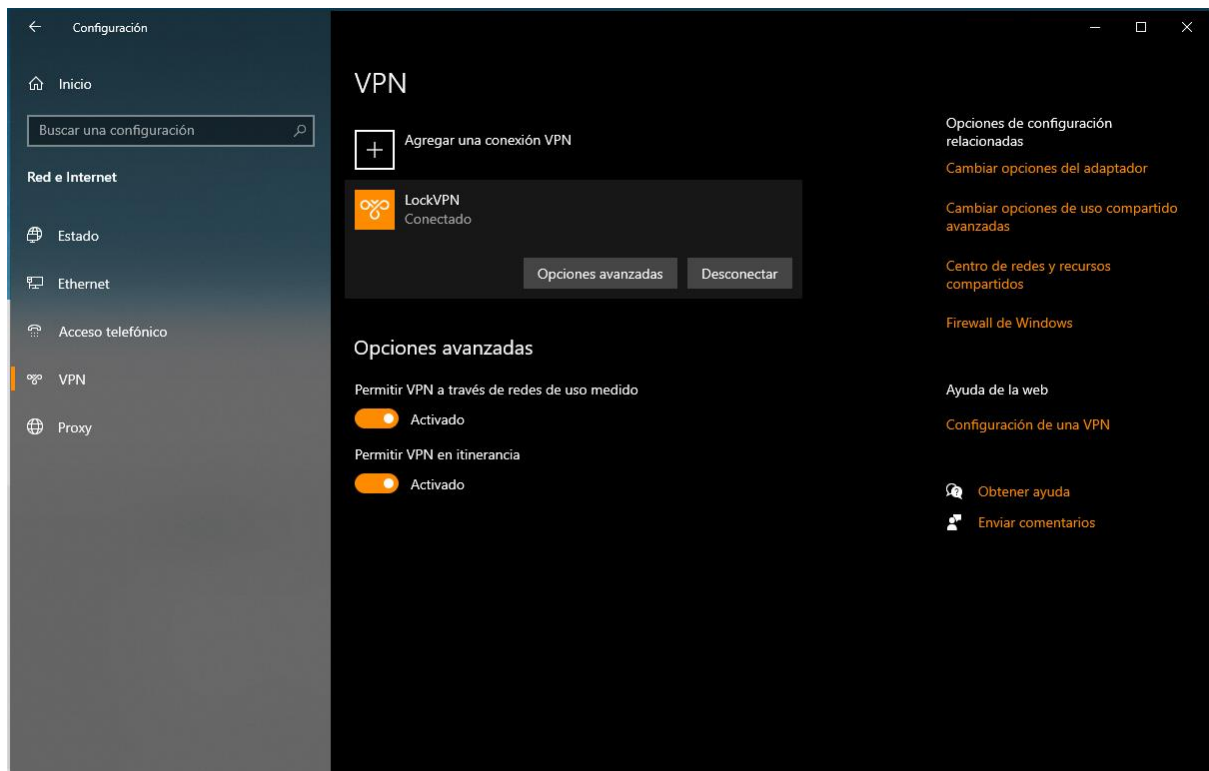 Configuración
Inicio
Buscar una configuración
Red e Internet
Estado
Ethernet
Acceso telefónico
VPN
Proxy
VPN
Agregar una conexión VPN
LockVPN
Conectado
Opciones avanzadas
Desconectar
Opciones avanzadas
Permitir VPN a través de redes de uso medido
Activado
Permitir VPN en itinerancia
Activado
Opciones de configuración
relacionadas
Cambiar opciones del adaptador
Cambiar opciones de uso compartido
avanzadas
Centro de redes y recursos
compartidos
Firewall de Windows
Ayuda de la web
Configuración de una VPN
Obtener ayuda
Enviar comentarios